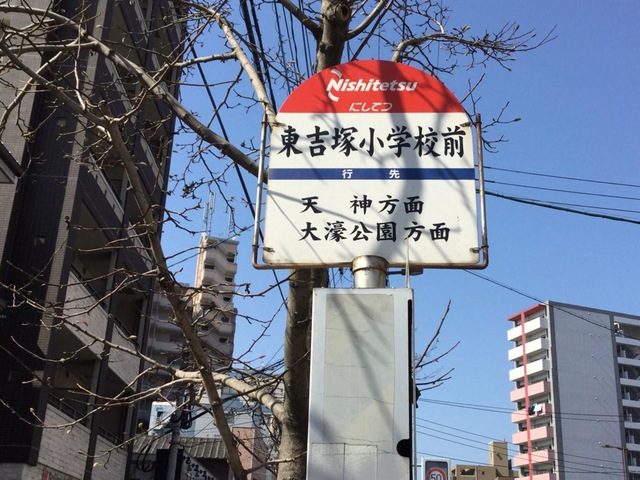 Nishitetsu
にしてつ
東吉塚小学校前
行先
天神方面
大濠公園方面
50